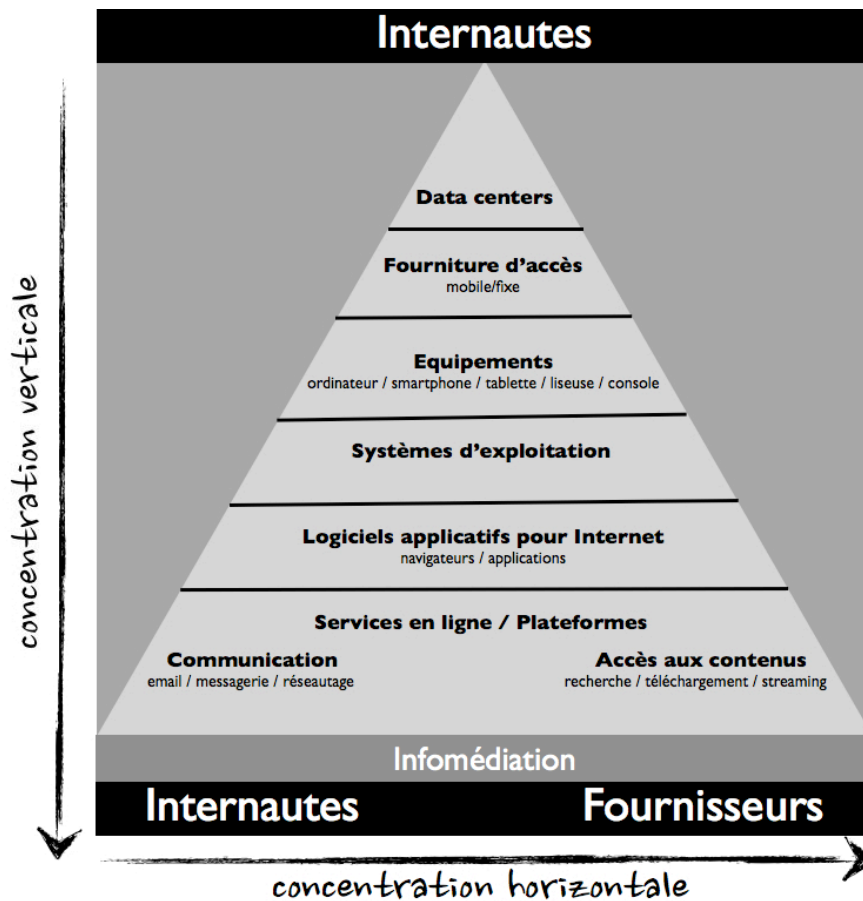 Internautes
Data centers
Fourniture d'accès
mobile/fixe
Equipements
ordinateur / smartphone / tablette / liseuse / console
Systèmes d'exploitation
Logiciels applicatifs pour Internet
navigateurs / applications
Services en ligne / Plateformes
Communication
email / messagerie / réseautage
Accès aux contenus
recherche / téléchargement / streaming
Infomédiation
Internautes
Fournisseurs
concentration verticale
concentration horizontale